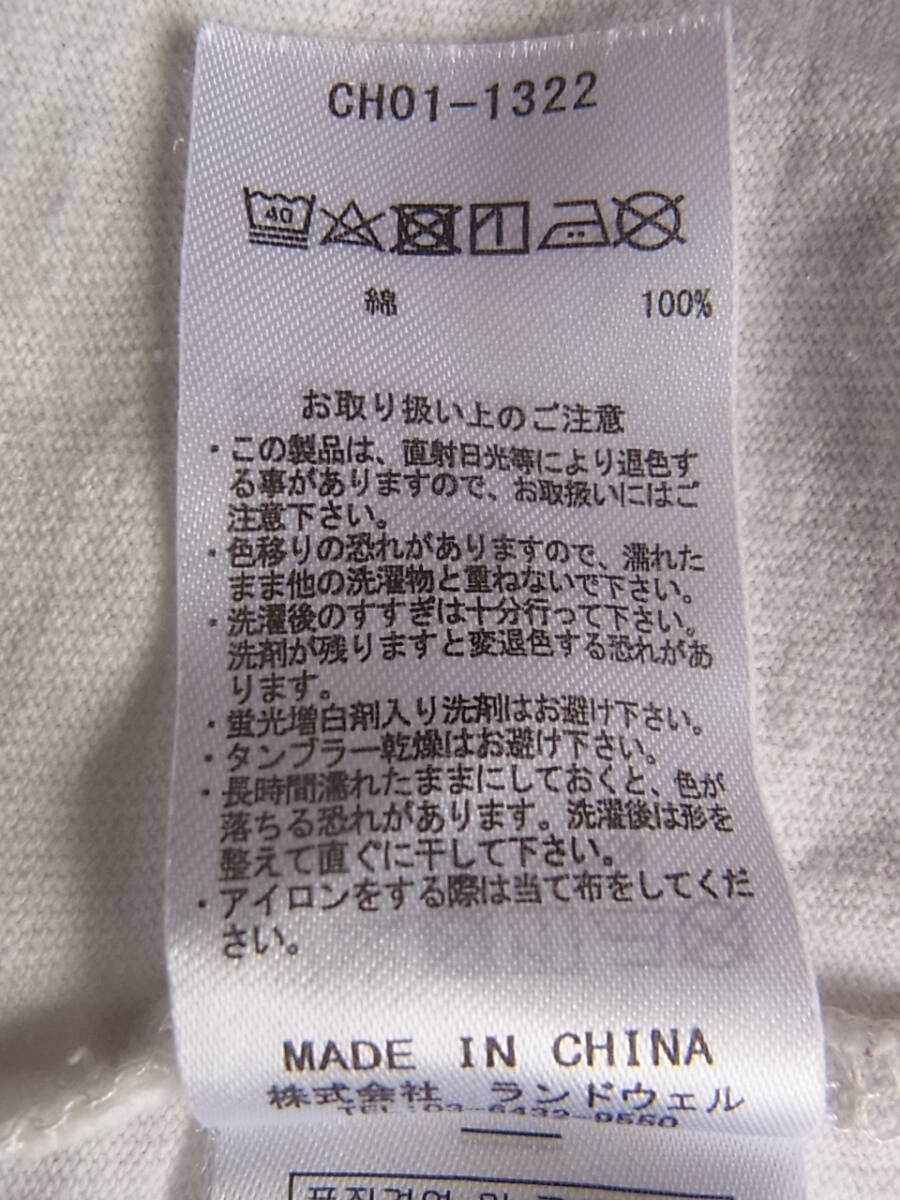 CH01-1322
40
綿 100%
お取り扱い上のご注意
・この製品は、直射日光等により退色す
る事がありますので、お取扱いにはご
注意下さい。
・色移りの恐れがありますので、濡れた
まま他の洗濯物と重ねないで下さい。
・洗濯後のすすぎは十分行って下さい。
洗剤が残りますと変退色する恐れがあ
ります。
・蛍光増白剤入り洗剤はお避け下さい。
・タンブラー乾燥はお避け下さい。
・長時間濡れたままにしておくと、色が
落ちる恐れがあります。洗濯後は形を
整えて直ぐに干して下さい。
・アイロンをする際は当て布をしてくだ
さい。
MADE IN CHINA
株式会社 ランドウェル
TEL:03-6432-9550